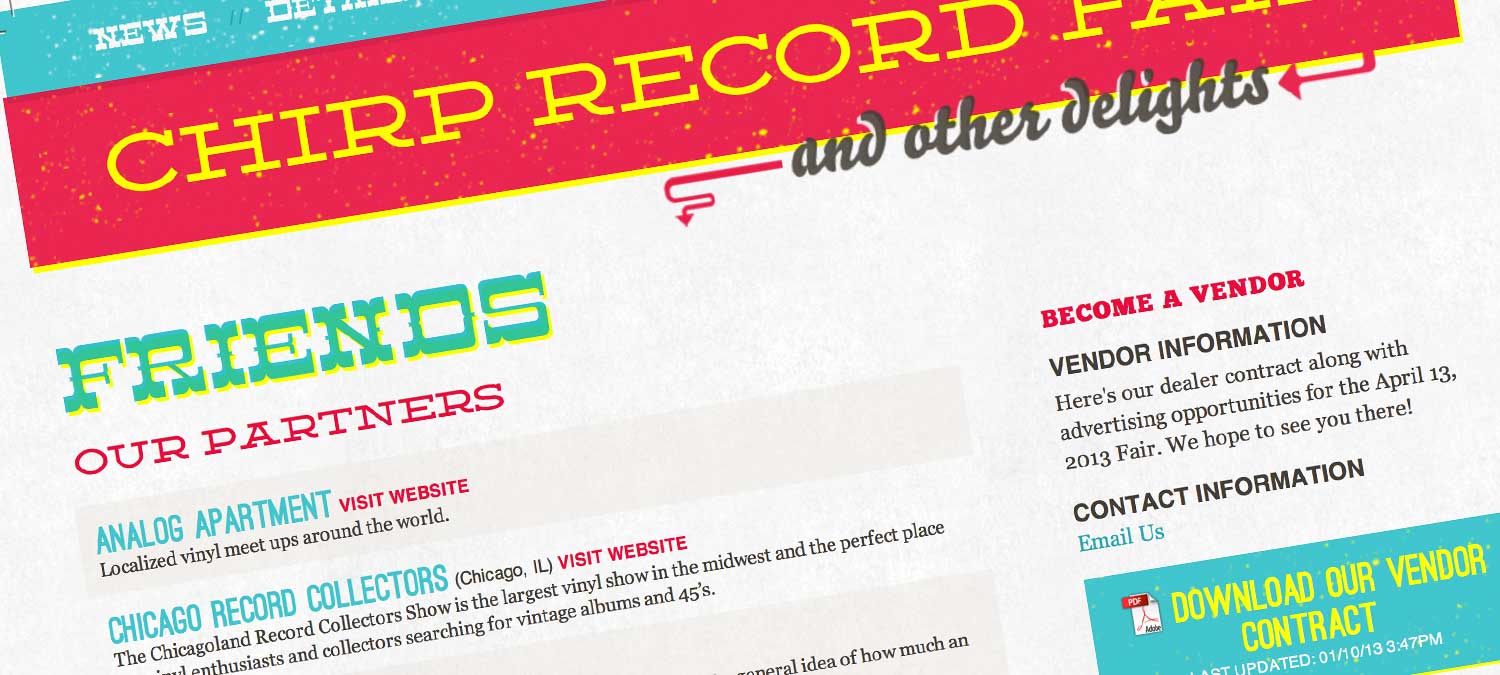 NEWS //
CHIRP RECORD
and other delights
FRIENDS
OUR PARTNERS
ANALOG APARTMENT VISIT WEBSITE
Localized vinyl meet ups around the world.
CHICAGO RECORD COLLECTORS (Chicago, IL) VISIT WEBSITE
The Chicagoland Record Collectors Show is the largest vinyl show in the midwest and the perfect place
enthusiasts and collectors searching for vintage albums and 45's.
general idea of how much an
BECOME A VENDOR
VENDOR INFORMATION
Here's our dealer contract along with
advertising opportunities for the April 13,
2013 Fair. We hope to see you there!
CONTACT INFORMATION
Email Us
PDF
Adobe
DOWNLOAD OUR VENDOR
CONTRACT
LAST UPDATED: 01/10/13 3:47PM